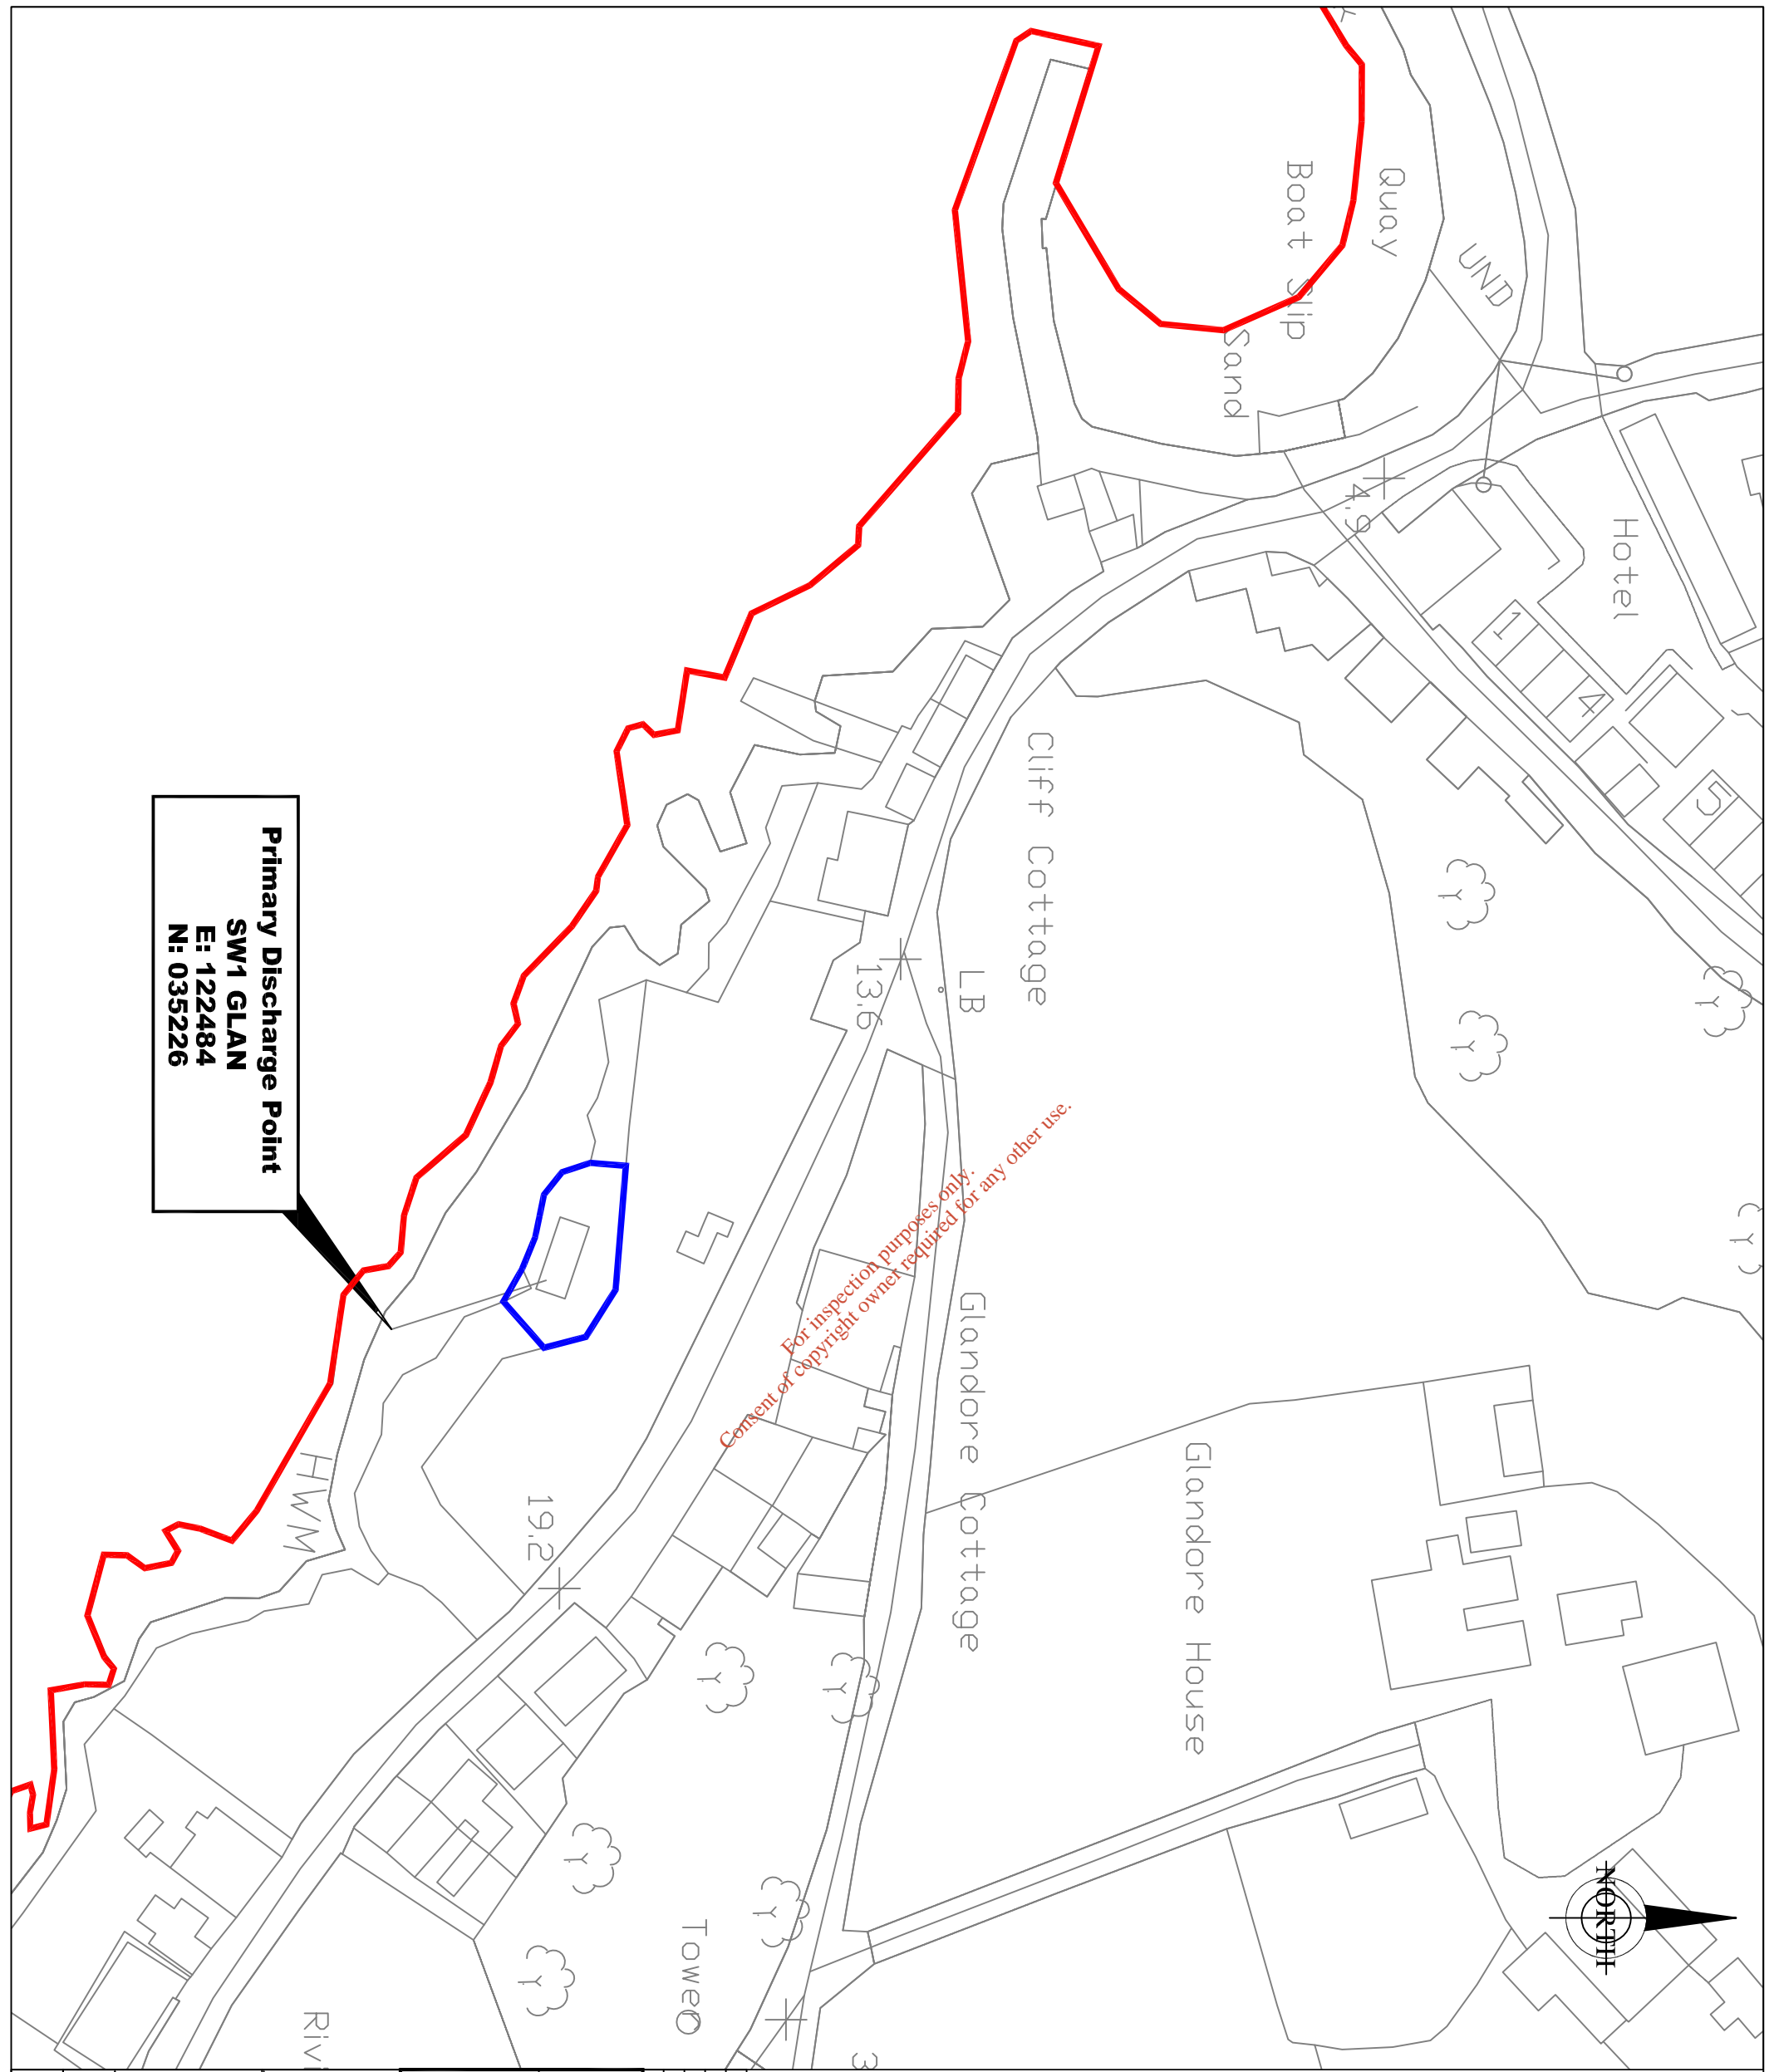 Quay
Boat Slip
Sand
UND
4.9
Hotel
1
4
5
Cliff Cottage
LB
13.6
Primary Discharge Point
SW1 GLAN
E: 122484
N: 035226
For inspection purposes only.
Consent of copyright owner required for any other use.
Glandore Cottage
Glandore House
HWM
19.2
Tower
NORTH
Riv
3